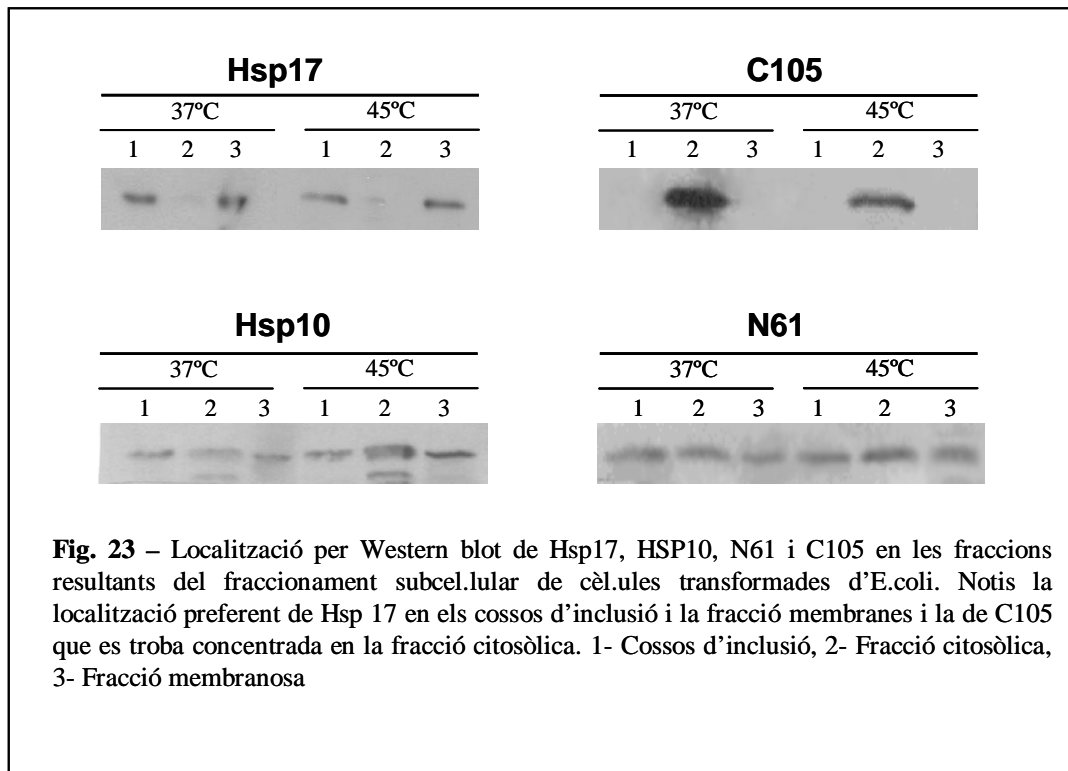 Hsp17
37ºC 45ºC
1 2 3 1 2 3
C105
37ºC 45ºC
1 2 3 1 2 3
Hsp10
37ºC 45ºC
1 2 3 1 2 3
N61
37ºC 45ºC
1 2 3 1 2 3
Fig. 23 – Localització per Western blot de Hsp17, HSP10, N61 i C105 en les fraccions
resultants del fraccionament subcel.lular de cèl.ules transformades d’E.coli. Notis la
localització preferent de Hsp 17 en els cossos d’inclusió i la fracció membranes i la de C105
que es troba concentrada en la fracció citosòlica. 1- Cossos d’inclusió, 2- Fracció citosòlica,
3- Fracció membranosa